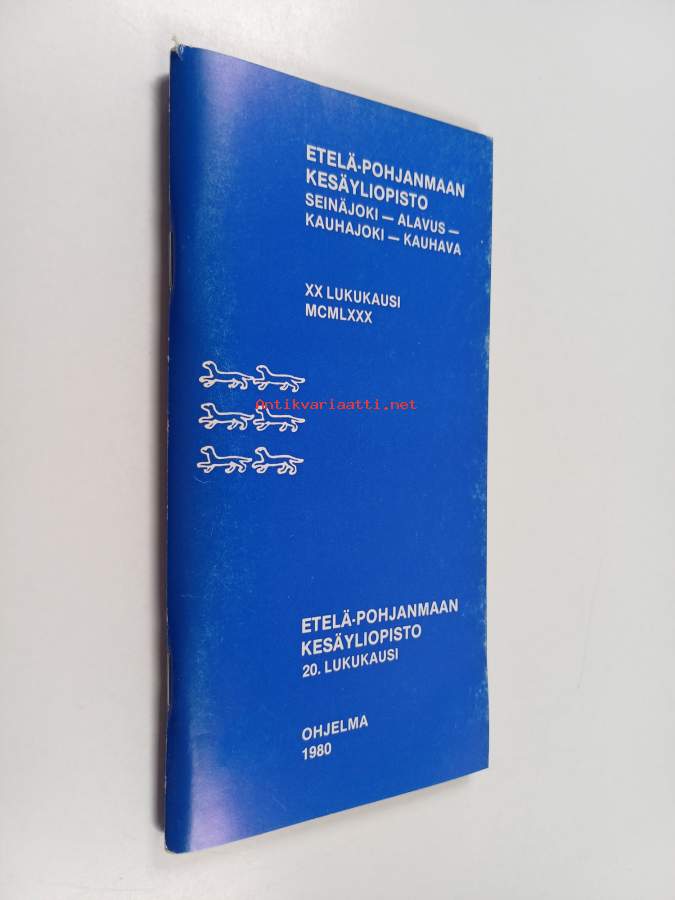 ETELÄ-POHJANMAAN
KESÄYLIOPISTO
SEINÄJOKI — ALAVUS —
KAUHAJOKI — KAUHAVA
XX LUKUKAUSI
MCMLXXX
Antikvariaatti.net
ETELÄ-POHJANMAAN
KESÄYLIOPISTO
20. LUKUKAUSI
OHJELMA
1980